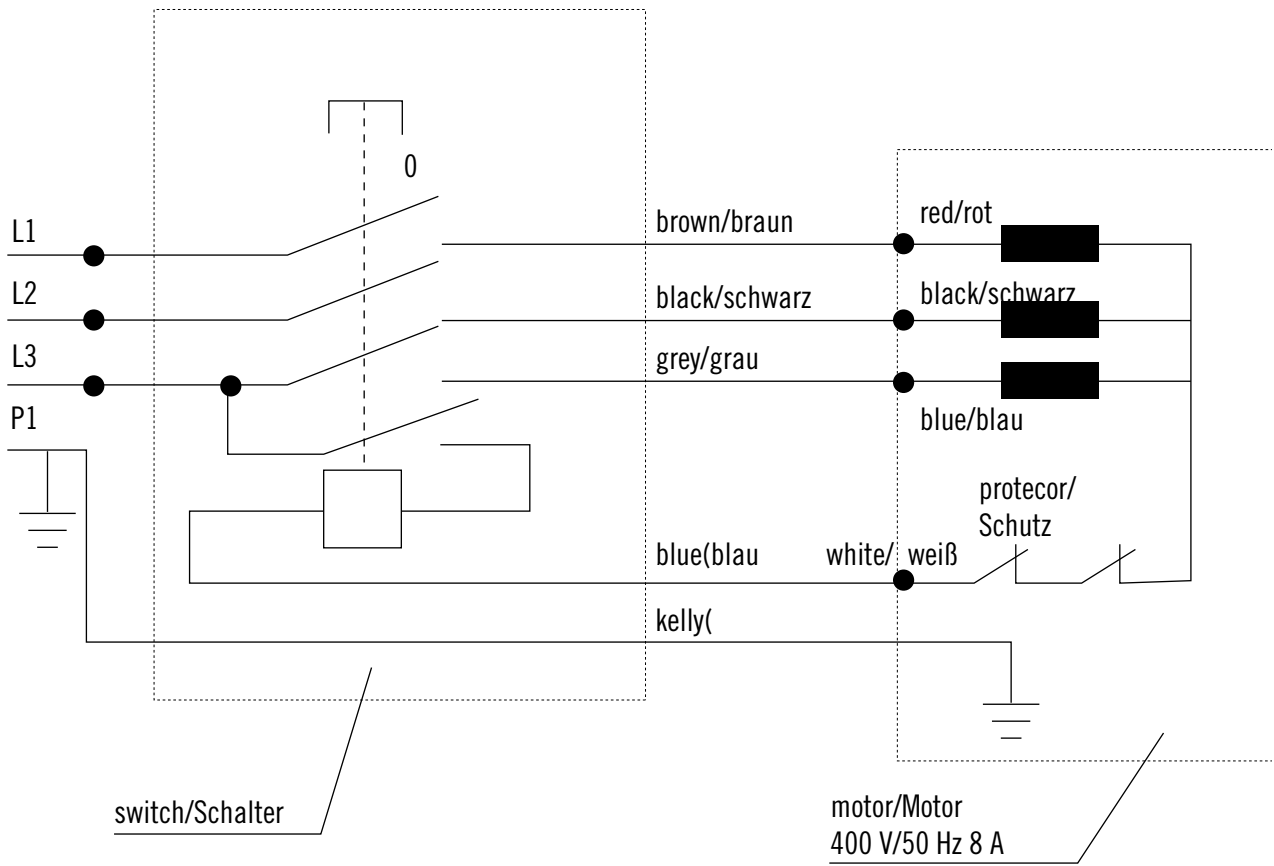 0
L1
brown/braun
red/rot
L2
black/schwarz
black/schwarz
L3
grey/grau
P1
blue/blau
protecor/
Schutz
blue(blau
white/ weiß
kelly(
switch/Schalter
motor/Motor
400 V/50 Hz 8 A